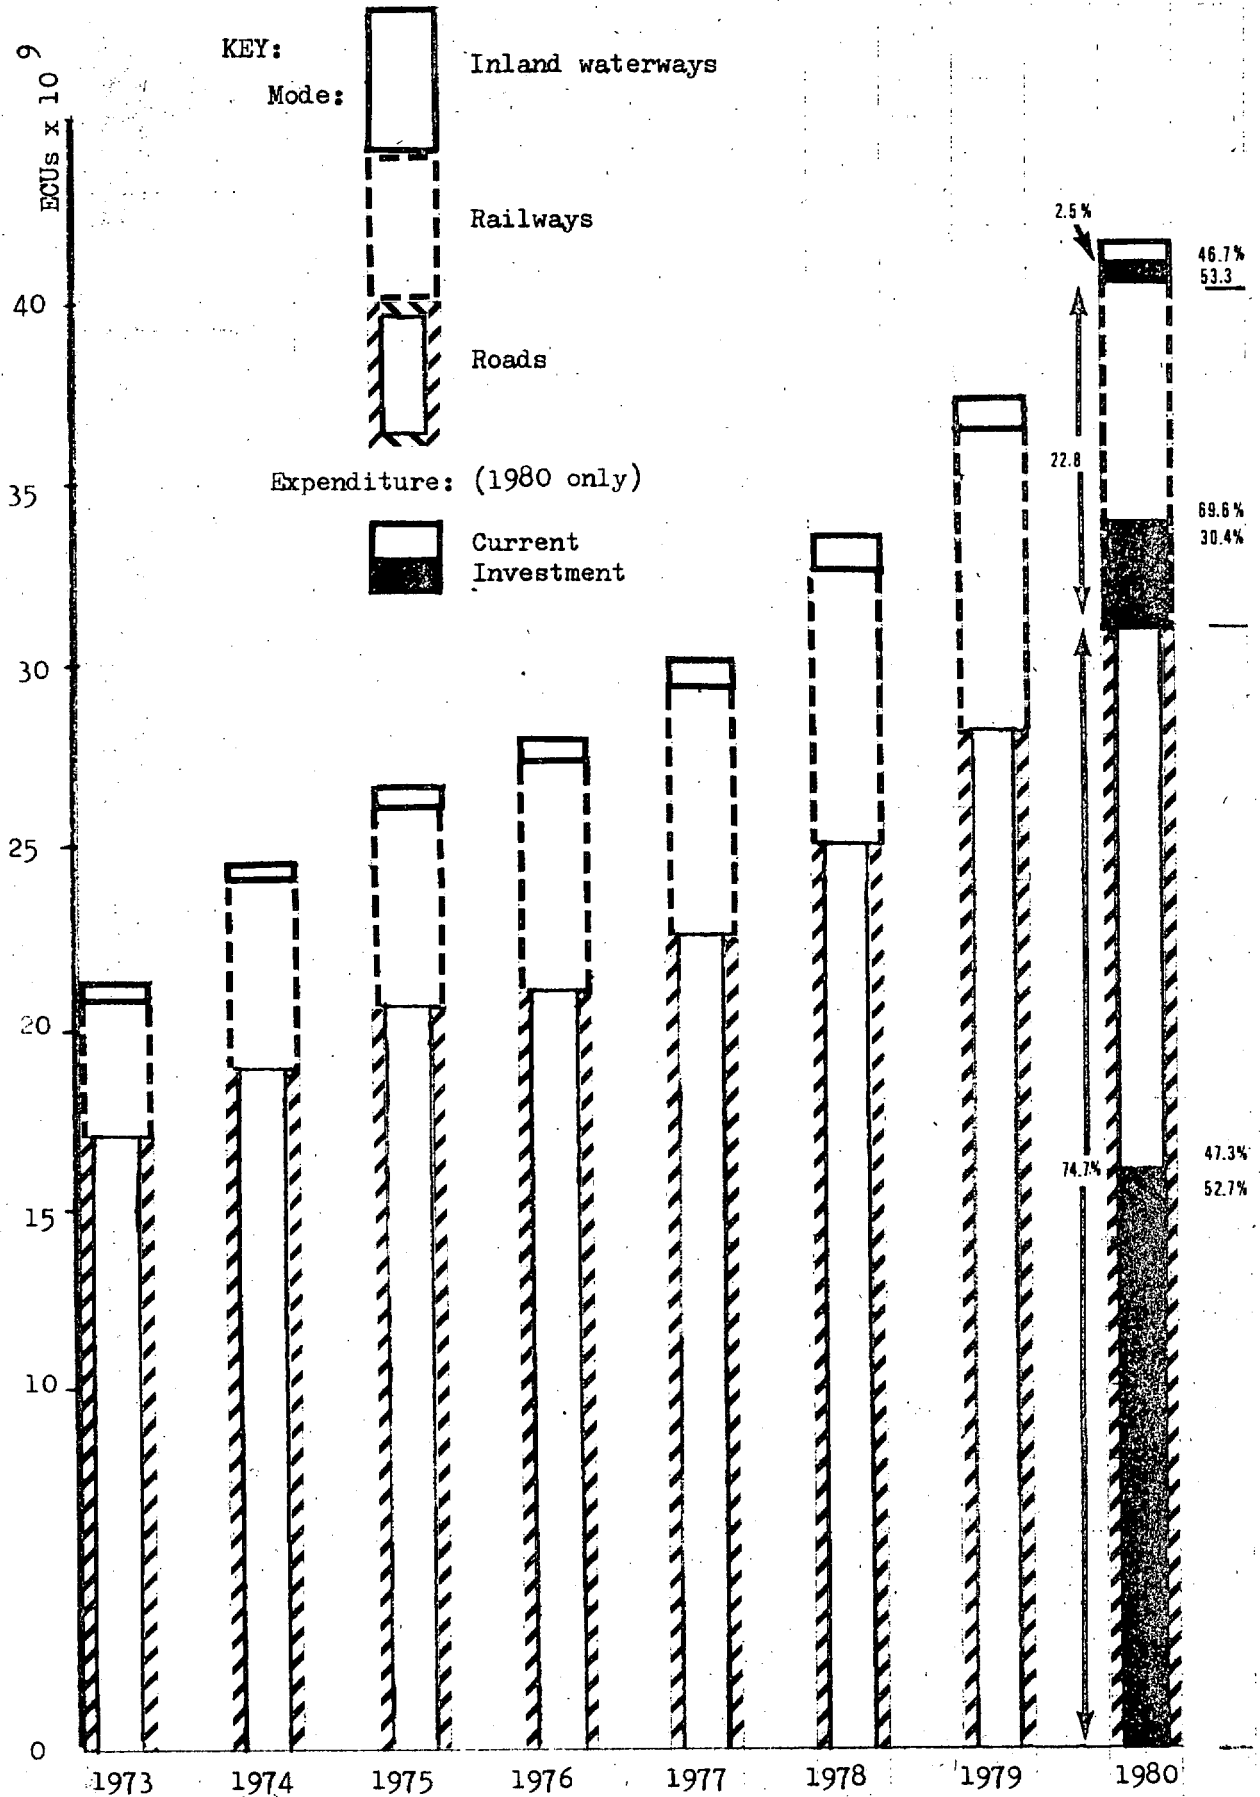 ECUs x 10 9
KEY:
Mode:
Inland waterways
Railways
Roads
Expenditure: (1980 only)
Current
Investment
40
35
30
25
20
15
10
0
2.5%
46.7%
53.3
22.8
69.6%
30.4%
74.7%
47.3%
52.7%
1973 1974 1975 1976 1977 1978 1979 1980